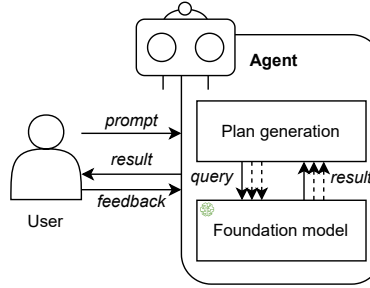 Agent
prompt
Plan generation
result
query
result
feedback
User
Foundation model